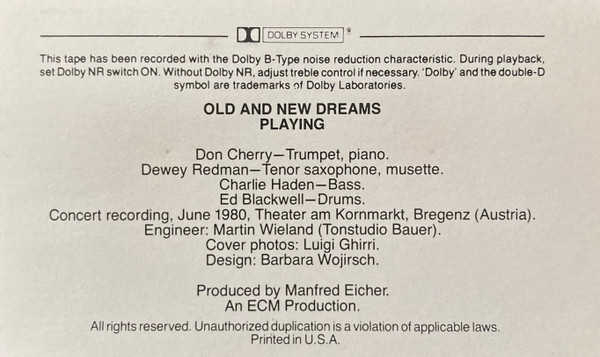 DOLBY SYSTEM ®
This tape has been recorded with the Dolby B-Type noise reduction characteristic. During playback,
set Dolby NR switch ON. Without Dolby NR, adjust treble control if necessary. 'Dolby' and the double-D
symbol are trademarks of Dolby Laboratories.
OLD AND NEW DREAMS
PLAYING
Don Cherry—Trumpet, piano.
Dewey Redman—Tenor saxophone, musette.
Charlie Haden—Bass.
Ed Blackwell—Drums.
Concert recording, June 1980, Theater am Kornmarkt, Bregenz (Austria).
Engineer: Martin Wieland (Tonstudio Bauer).
Cover photos: Luigi Ghirri.
Design: Barbara Wojirsch.
Produced by Manfred Eicher.
An ECM Production.
All rights reserved. Unauthorized duplication is a violation of applicable laws.
Printed in U.S.A.